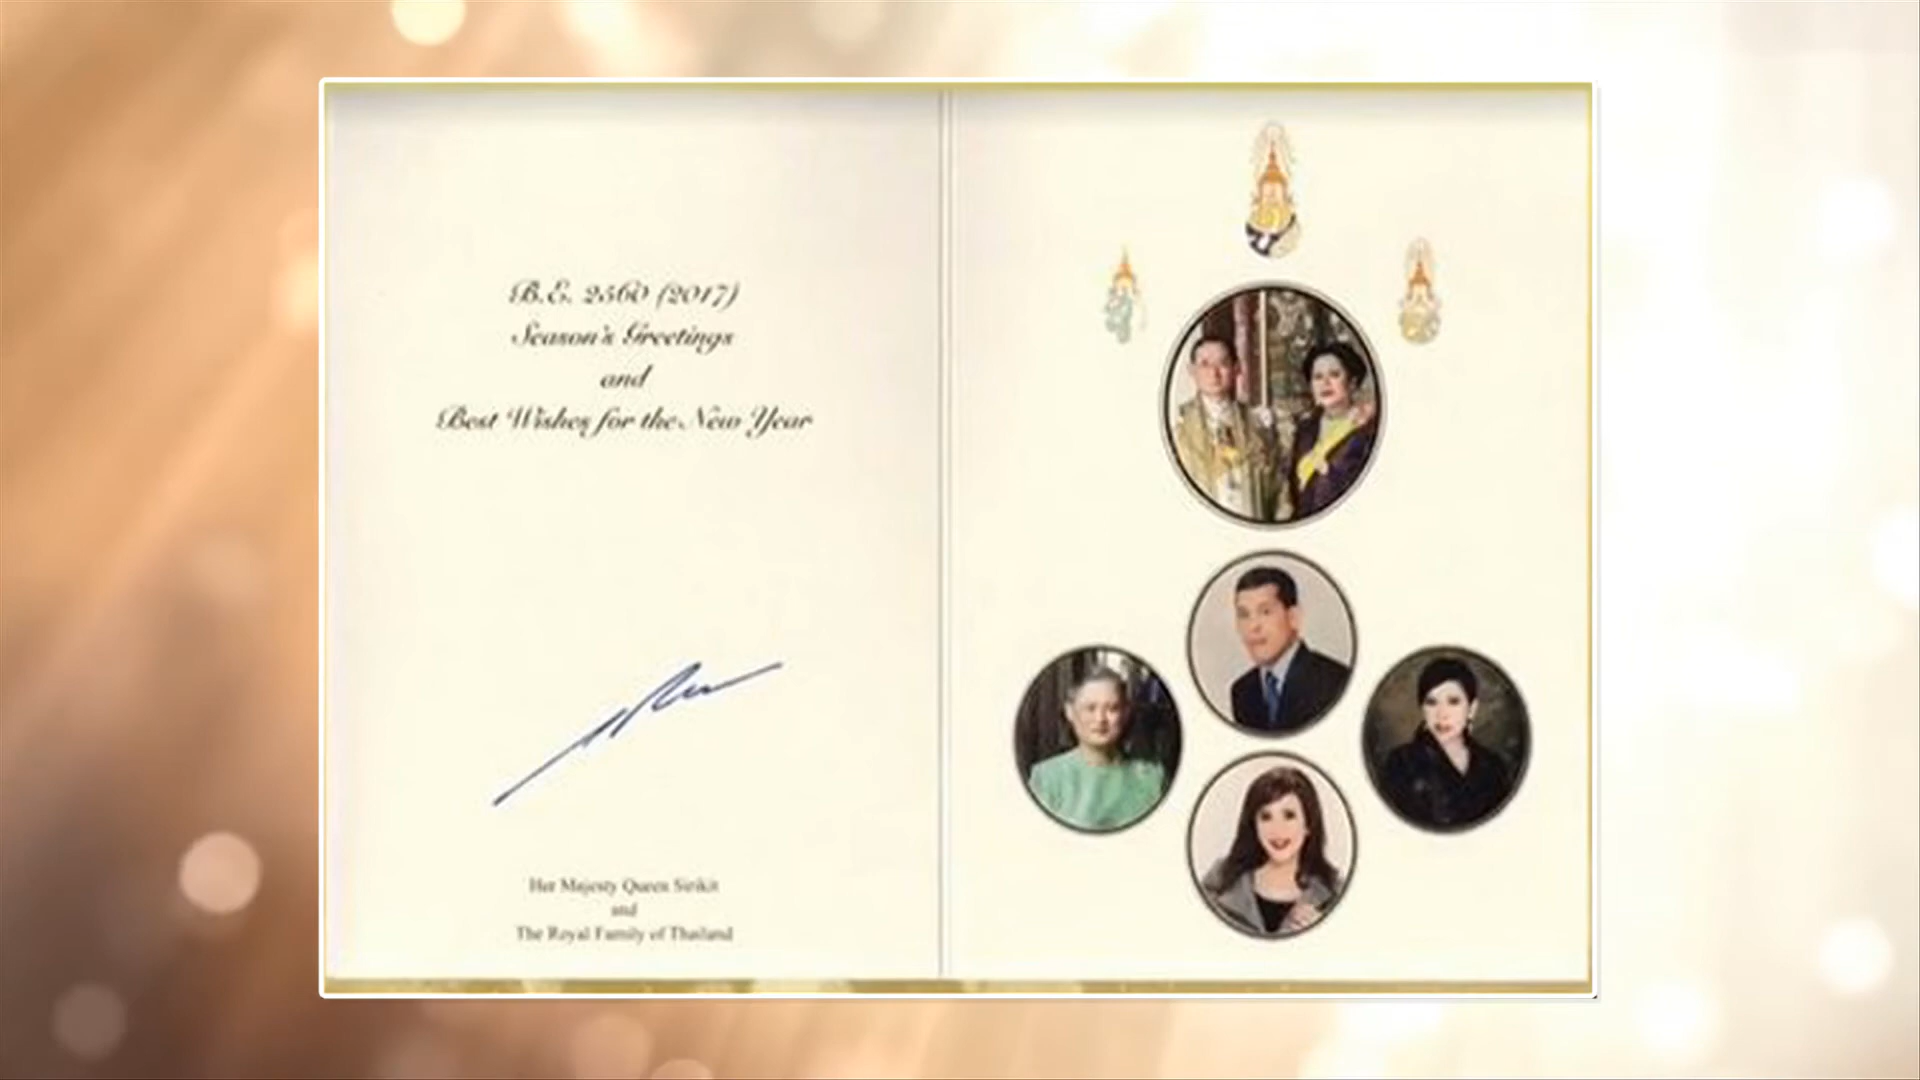 B.E. 2560 (2017)
Season's Greetings
and
Best Wishes for the New Year
Her Majesty Queen Sirikit
and
The Royal Family of Thailand